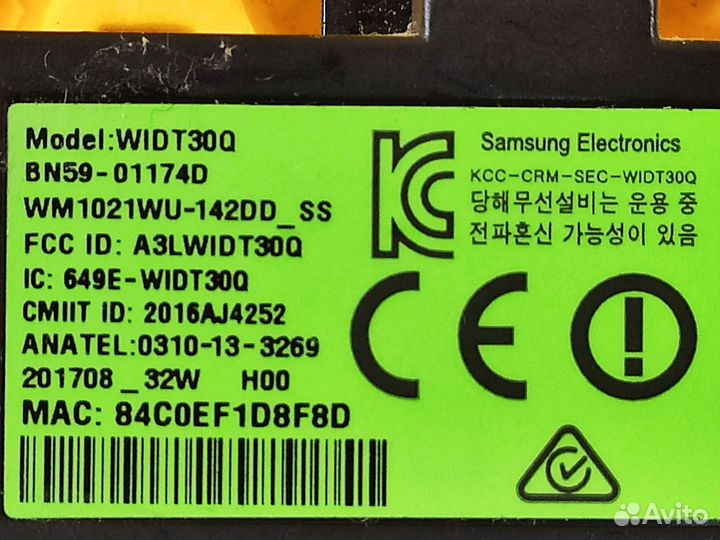 Model:WIDT30Q
BN59-01174D
WM1021WU-142DD_SS
FCC ID: A3LWIDT30Q
IC: 649E-WIDT30Q
CMIIT ID: 2016AJ4252
ANATEL:0310-13-3269
201708_32W H00
MAC: 84C0EF1D8F8D
Samsung Electronics
KCC-CRM-SEC-WIDT30Q
당해무선설비는 운용 중
전파혼신 가능성이 있음
CE
Avito